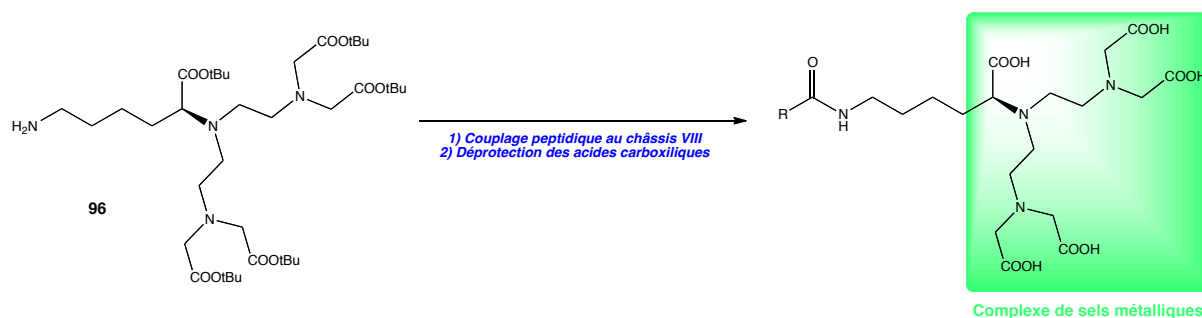 COOtBu
COOtBu
COOtBu
N
H2N
N
N
COOtBu
COOtBu
96
1) Couplage peptidique au châssis VIII
2) Déprotection des acides carboxiliques
COOH
COOH
COOH
O
N
R
N
H
N
COOH
COOH
Complexe de sels métalliques